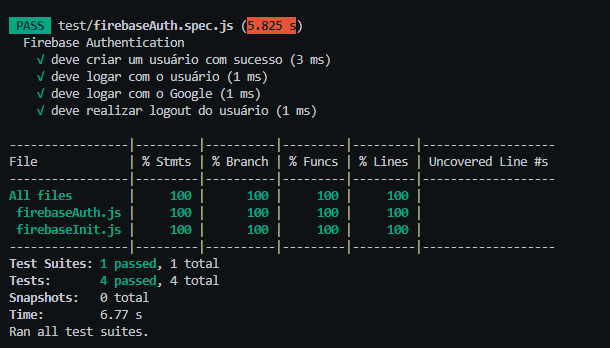 PASS test/firebaseAuth.spec.js (5.825 s)
Firebase Authentication
√ deve criar um usuário com sucesso (3 ms)
√ deve logar com o usuário (1 ms)
√ deve logar com o Google (1 ms)
√ deve realizar logout do usuário (1 ms)
-----------------|---------|----------|---------|---------|-------------------
File             | % Stmts | % Branch | % Funcs | % Lines | Uncovered Line #s
-----------------|---------|----------|---------|---------|-------------------
All files        |     100 |      100 |     100 |     100 |
 firebaseAuth.js |     100 |      100 |     100 |     100 |
 firebaseInit.js |     100 |      100 |     100 |     100 |
-----------------|---------|----------|---------|---------|-------------------
Test Suites: 1 passed, 1 total
Tests:       4 passed, 4 total
Snapshots:   0 total
Time:        6.77 s
Ran all test suites.